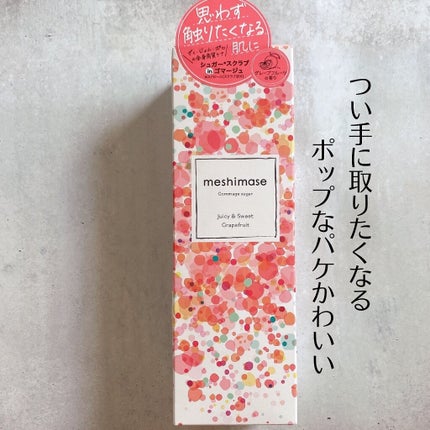 思わず
触りたくなる
肌に
シュガー*スクラブ
in
ゴマージュ
グレープフルーツ
の香り
meshimase
Gommage sugar
Juicy & Sweet
Grapefruit
つい手に取りたくなる
ポップなパケかわいい